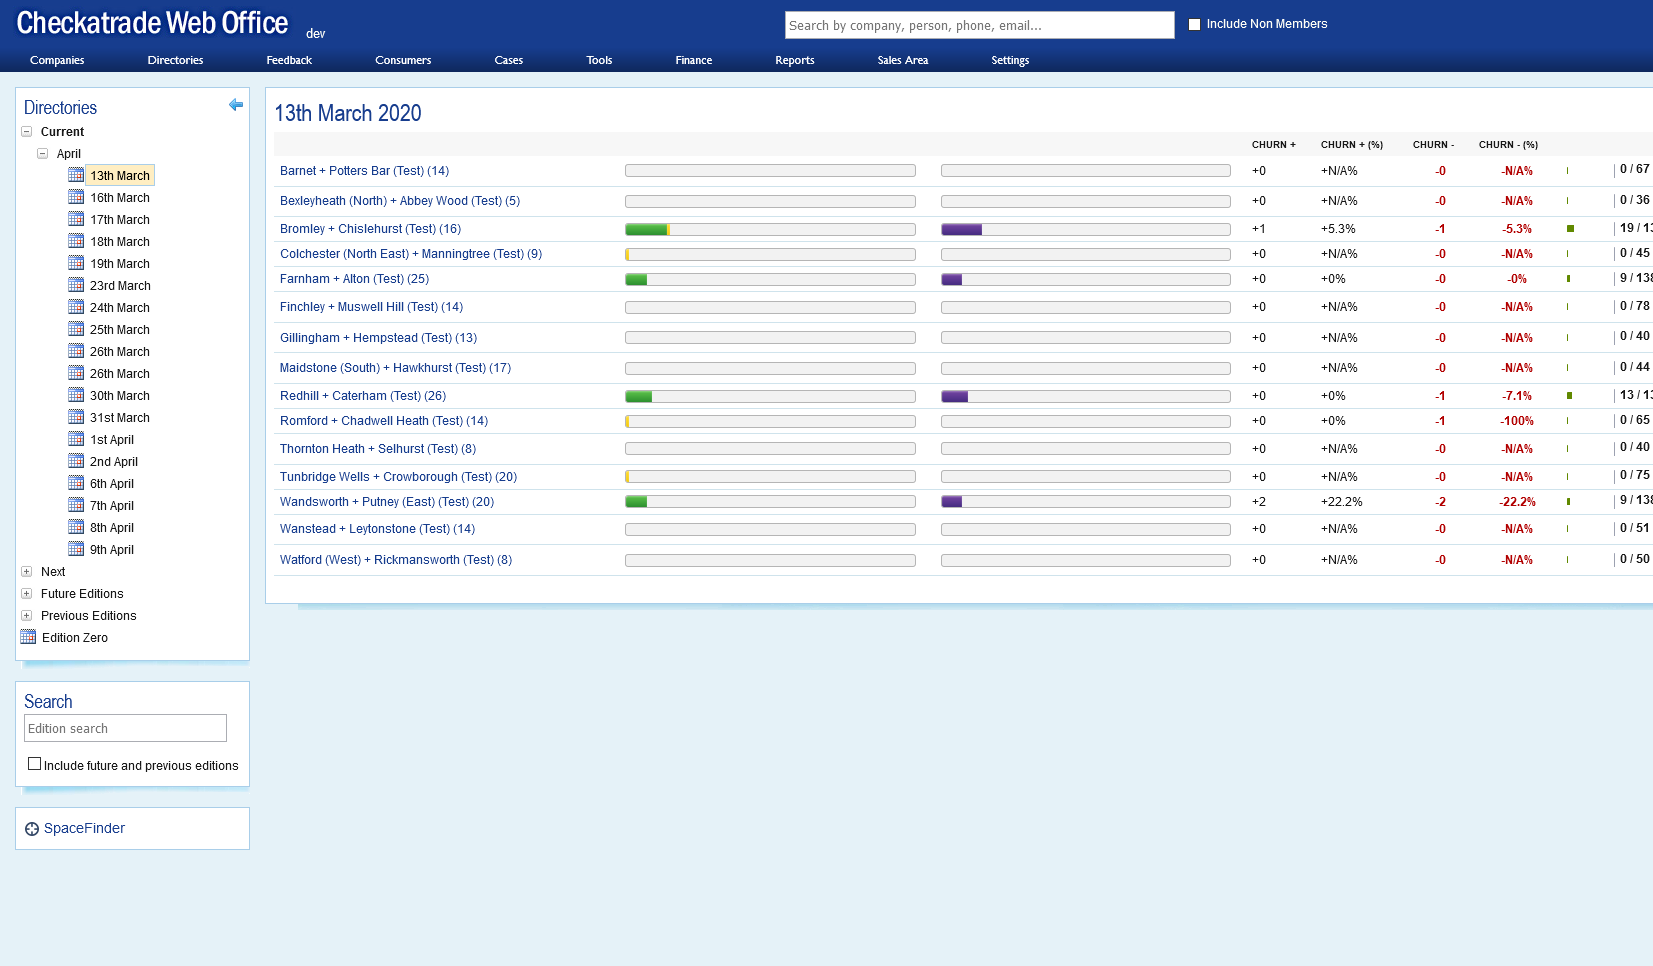 Checkatrade Web Office dev
Include Non Members
Search by company, person, phone, email...
Companies Directories Feedback Consumers Cases Tools Finance Reports Sales Area Settings
Directories
Current
April
13th March
16th March
17th March
18th March
19th March
23rd March
24th March
25th March
26th March
26th March
30th March
31st March
1st April
2nd April
6th April
7th April
8th April
9th April
Next
Future Editions
Previous Editions
Edition Zero
Search
Edition search
Include future and previous editions
SpaceFinder
13th March 2020
CHURN + CHURN + (%) CHURN - CHURN - (%)
Barnet + Potters Bar (Test) (14) +0 +N/A% -0 -N/A% 0 / 67
Bexleyheath (North) + Abbey Wood (Test) (5) +0 +N/A% -0 -N/A% 0 / 36
Bromley + Chislehurst (Test) (16) +1 +5.3% -1 -5.3% 19 / 13
Colchester (North East) + Manningtree (Test) (9) +0 +N/A% -0 -N/A% 0 / 45
Farnham + Alton (Test) (25) +0 +0% -0 -0% 9 / 138
Finchley + Muswell Hill (Test) (14) +0 +N/A% -0 -N/A% 0 / 78
Gillingham + Hempstead (Test) (13) +0 +N/A% -0 -N/A% 0 / 40
Maidstone (South) + Hawkhurst (Test) (17) +0 +N/A% -0 -N/A% 0 / 44
Redhill + Caterham (Test) (26) +0 +0% -1 -7.1% 13 / 13
Romford + Chadwell Heath (Test) (14) +0 +0% -1 -100% 0 / 65
Thornton Heath + Selhurst (Test) (8) +0 +N/A% -0 -N/A% 0 / 40
Tunbridge Wells + Crowborough (Test) (20) +0 +N/A% -0 -N/A% 0 / 75
Wandsworth + Putney (East) (Test) (20) +2 +22.2% -2 -22.2% 9 / 138
Wanstead + Leytonstone (Test) (14) +0 +N/A% -0 -N/A% 0 / 51
Watford (West) + Rickmansworth (Test) (8) +0 +N/A% -0 -N/A% 0 / 50